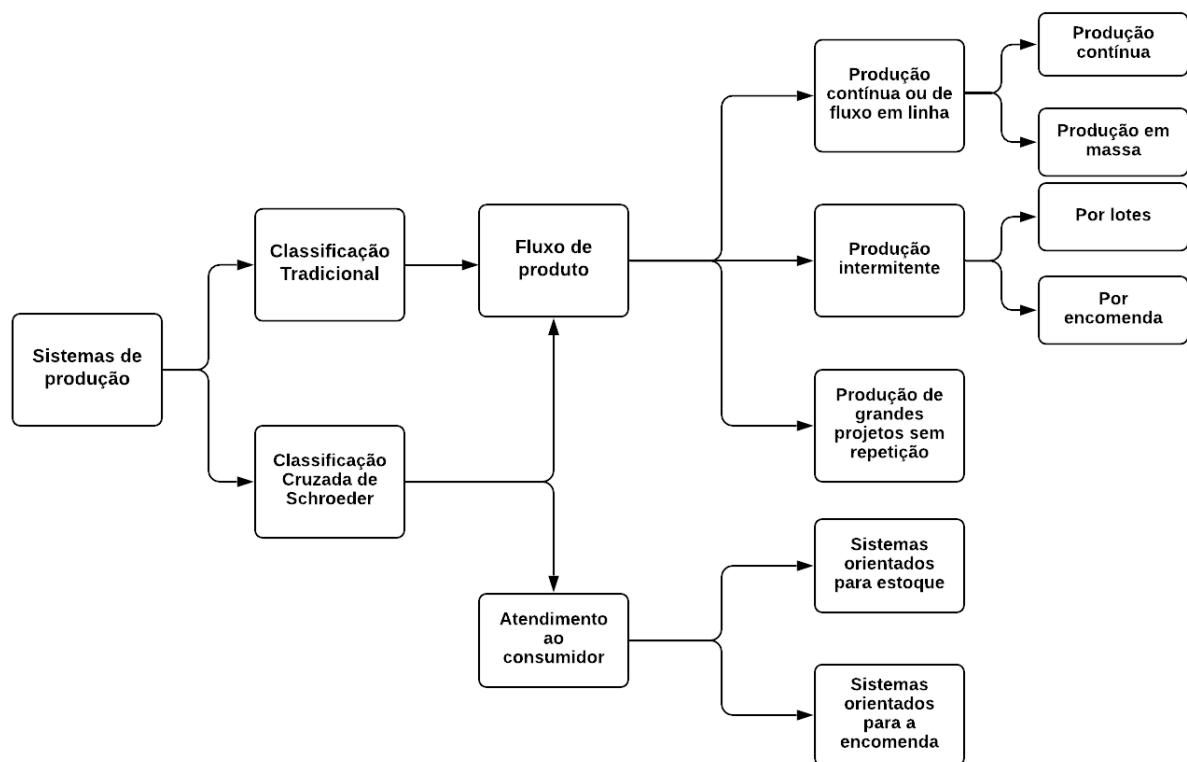 Sistemas de
produção
Classificação
Tradicional
Classificação
Cruzada de
Schroeder
Fluxo de
produto
Atendimento
ao
consumidor
Produção
contínua ou de
fluxo em linha
Produção
intermitente
Produção de
grandes
projetos sem
repetição
Sistemas
orientados
para estoque
Sistemas
orientados
para a
encomenda
Produção
contínua
Produção em
massa
Por lotes
Por
encomenda